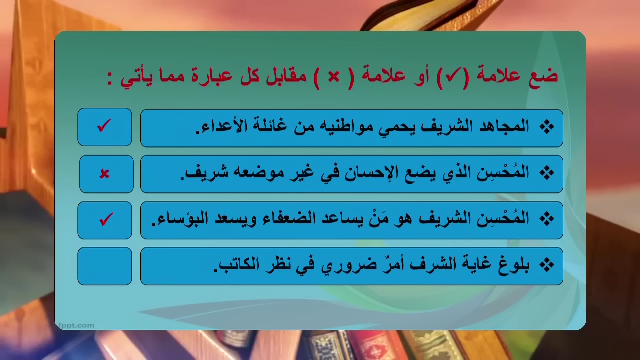 ضع علامة (✓) أو علامة ( × ) مقابل كل عبارة مما يأتي :
❖ المجاهد الشريف يحمي مواطنيه من غائلة الأعداء. ✓
❖ المُحْسِن الذي يضع الإحسان في غير موضعه شريف. ×
❖ المُحْسِن الشريف هو مَنْ يساعد الضعفاء ويسعد البؤساء. ✓
❖ بلوغ غاية الشرف أمرٌ ضروري في نظر الكاتب.
fppt.com